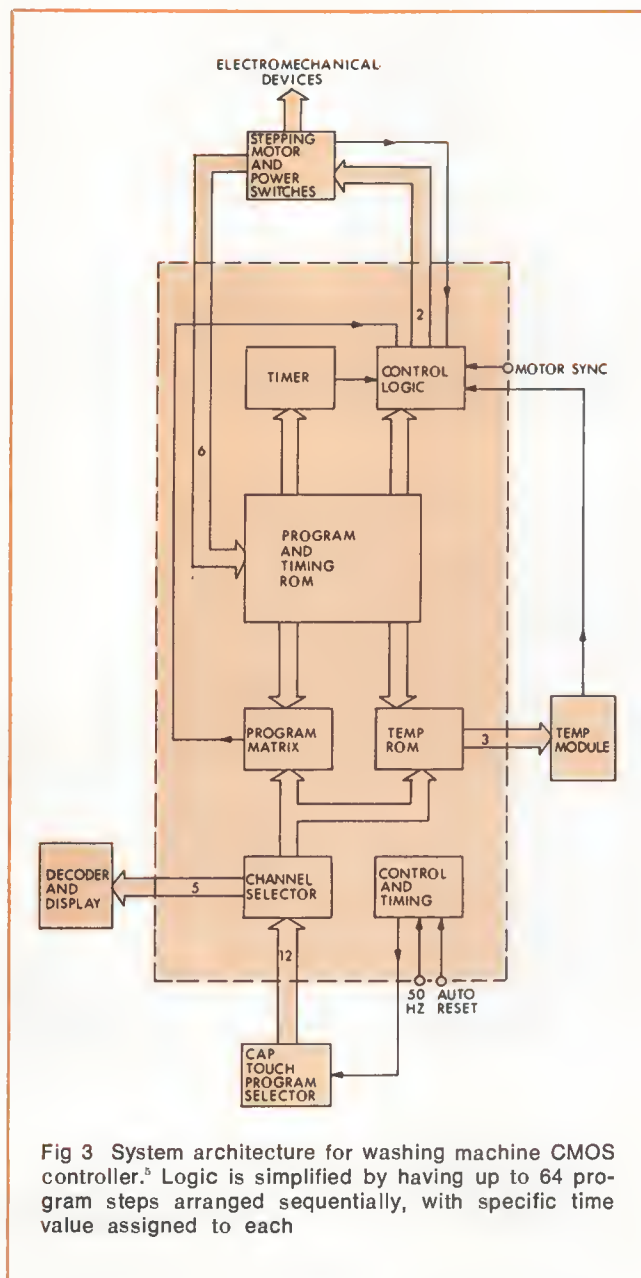 ELECTROMECHANICAL
DEVICES
STEPPING
MOTOR
AND
POWER
SWITCHES
2
TIMER
CONTROL
LOGIC
MOTOR SYNC
6
PROGRAM
AND
TIMING
ROM
PROGRAM
MATRIX
TEMP
ROM
3
TEMP
MODULE
DECODER
AND
DISPLAY
5
CHANNEL
SELECTOR
CONTROL
AND
TIMING
12
50
HZ
AUTO
RESET
CAP
TOUCH
PROGRAM
SELECTOR
Fig 3 System architecture for washing machine CMOS
controller.⁵ Logic is simplified by having up to 64 pro-
gram steps arranged sequentially, with specific time
value assigned to each